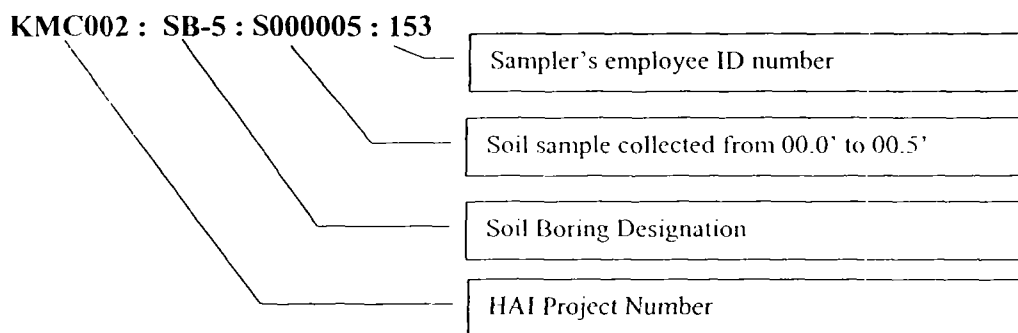 KMC002 : SB-5 : S000005 : 153
Sampler's employee ID number
Soil sample collected from 00.0' to 00.5'
Soil Boring Designation
HAI Project Number